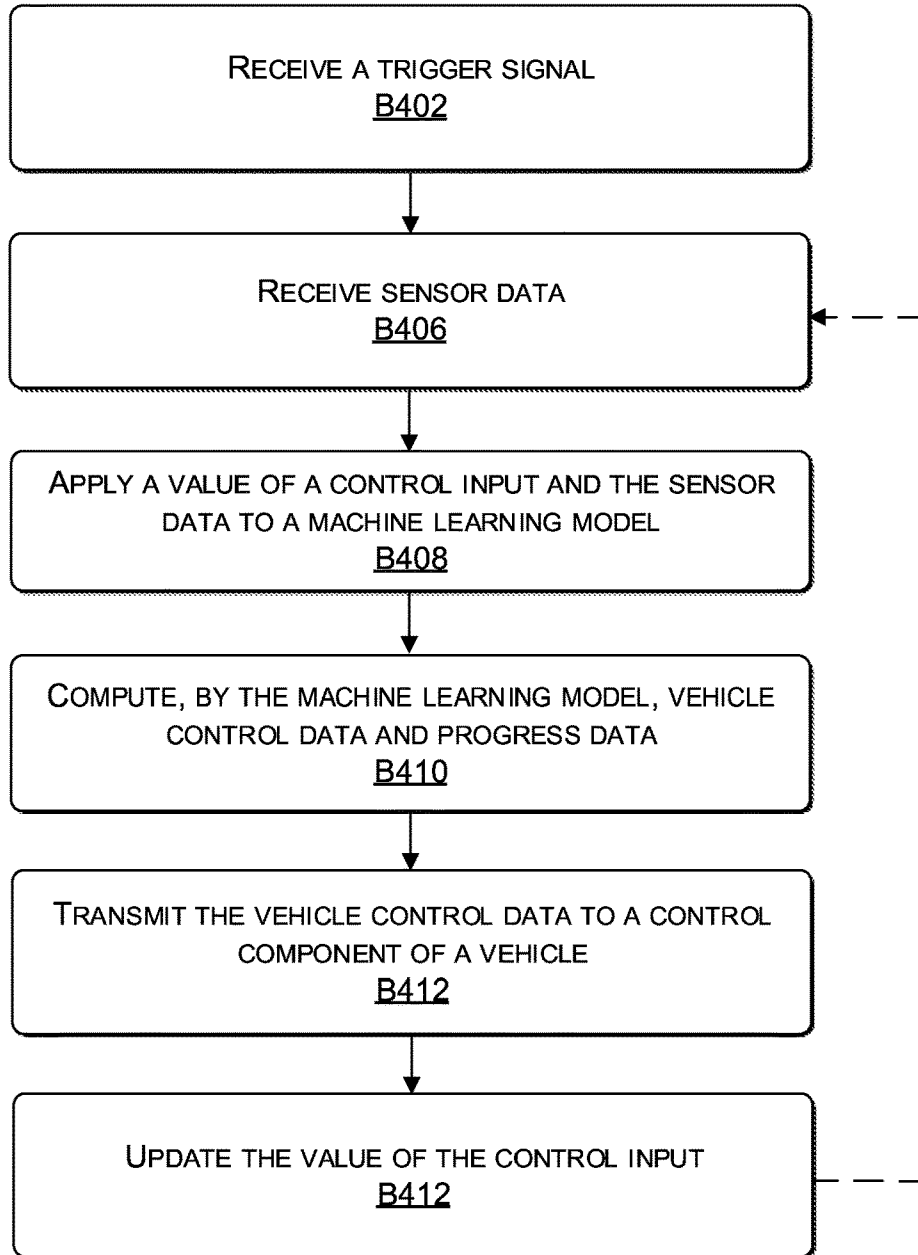 RECEIVE A TRIGGER SIGNAL
B402
RECEIVE SENSOR DATA
B406
APPLY A VALUE OF A CONTROL INPUT AND THE SENSOR
DATA TO A MACHINE LEARNING MODEL
B408
COMPUTE, BY THE MACHINE LEARNING MODEL, VEHICLE
CONTROL DATA AND PROGRESS DATA
B410
TRANSMIT THE VEHICLE CONTROL DATA TO A CONTROL
COMPONENT OF A VEHICLE
B412
UPDATE THE VALUE OF THE CONTROL INPUT
B412